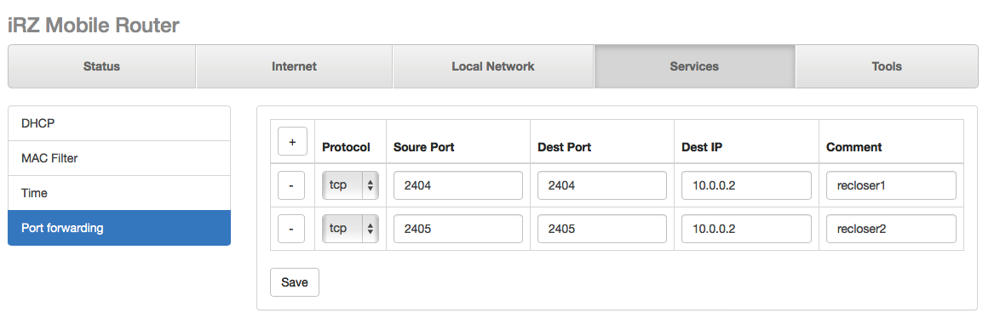 iRZ Mobile Router
Status Internet Local Network Services Tools
DHCP
MAC Filter
Time
Port forwarding
+ Protocol Soure Port Dest Port Dest IP Comment
- tcp 2404 2404 10.0.0.2 recloser1
- tcp 2405 2405 10.0.0.2 recloser2
Save